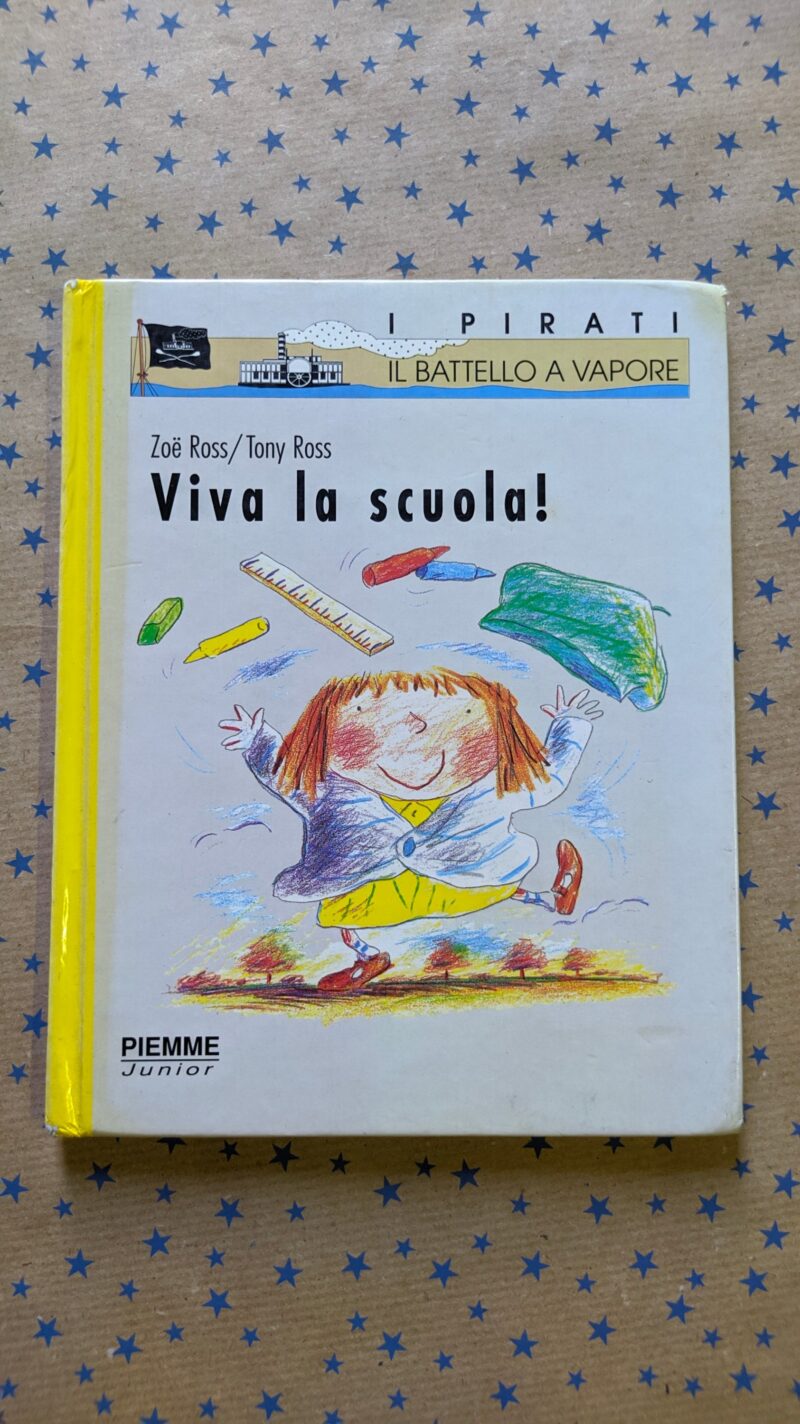 I PIRATI
IL BATTELLO A VAPORE
Zoë Ross/Tony Ross
Viva la scuola!
PIEMME
Junior